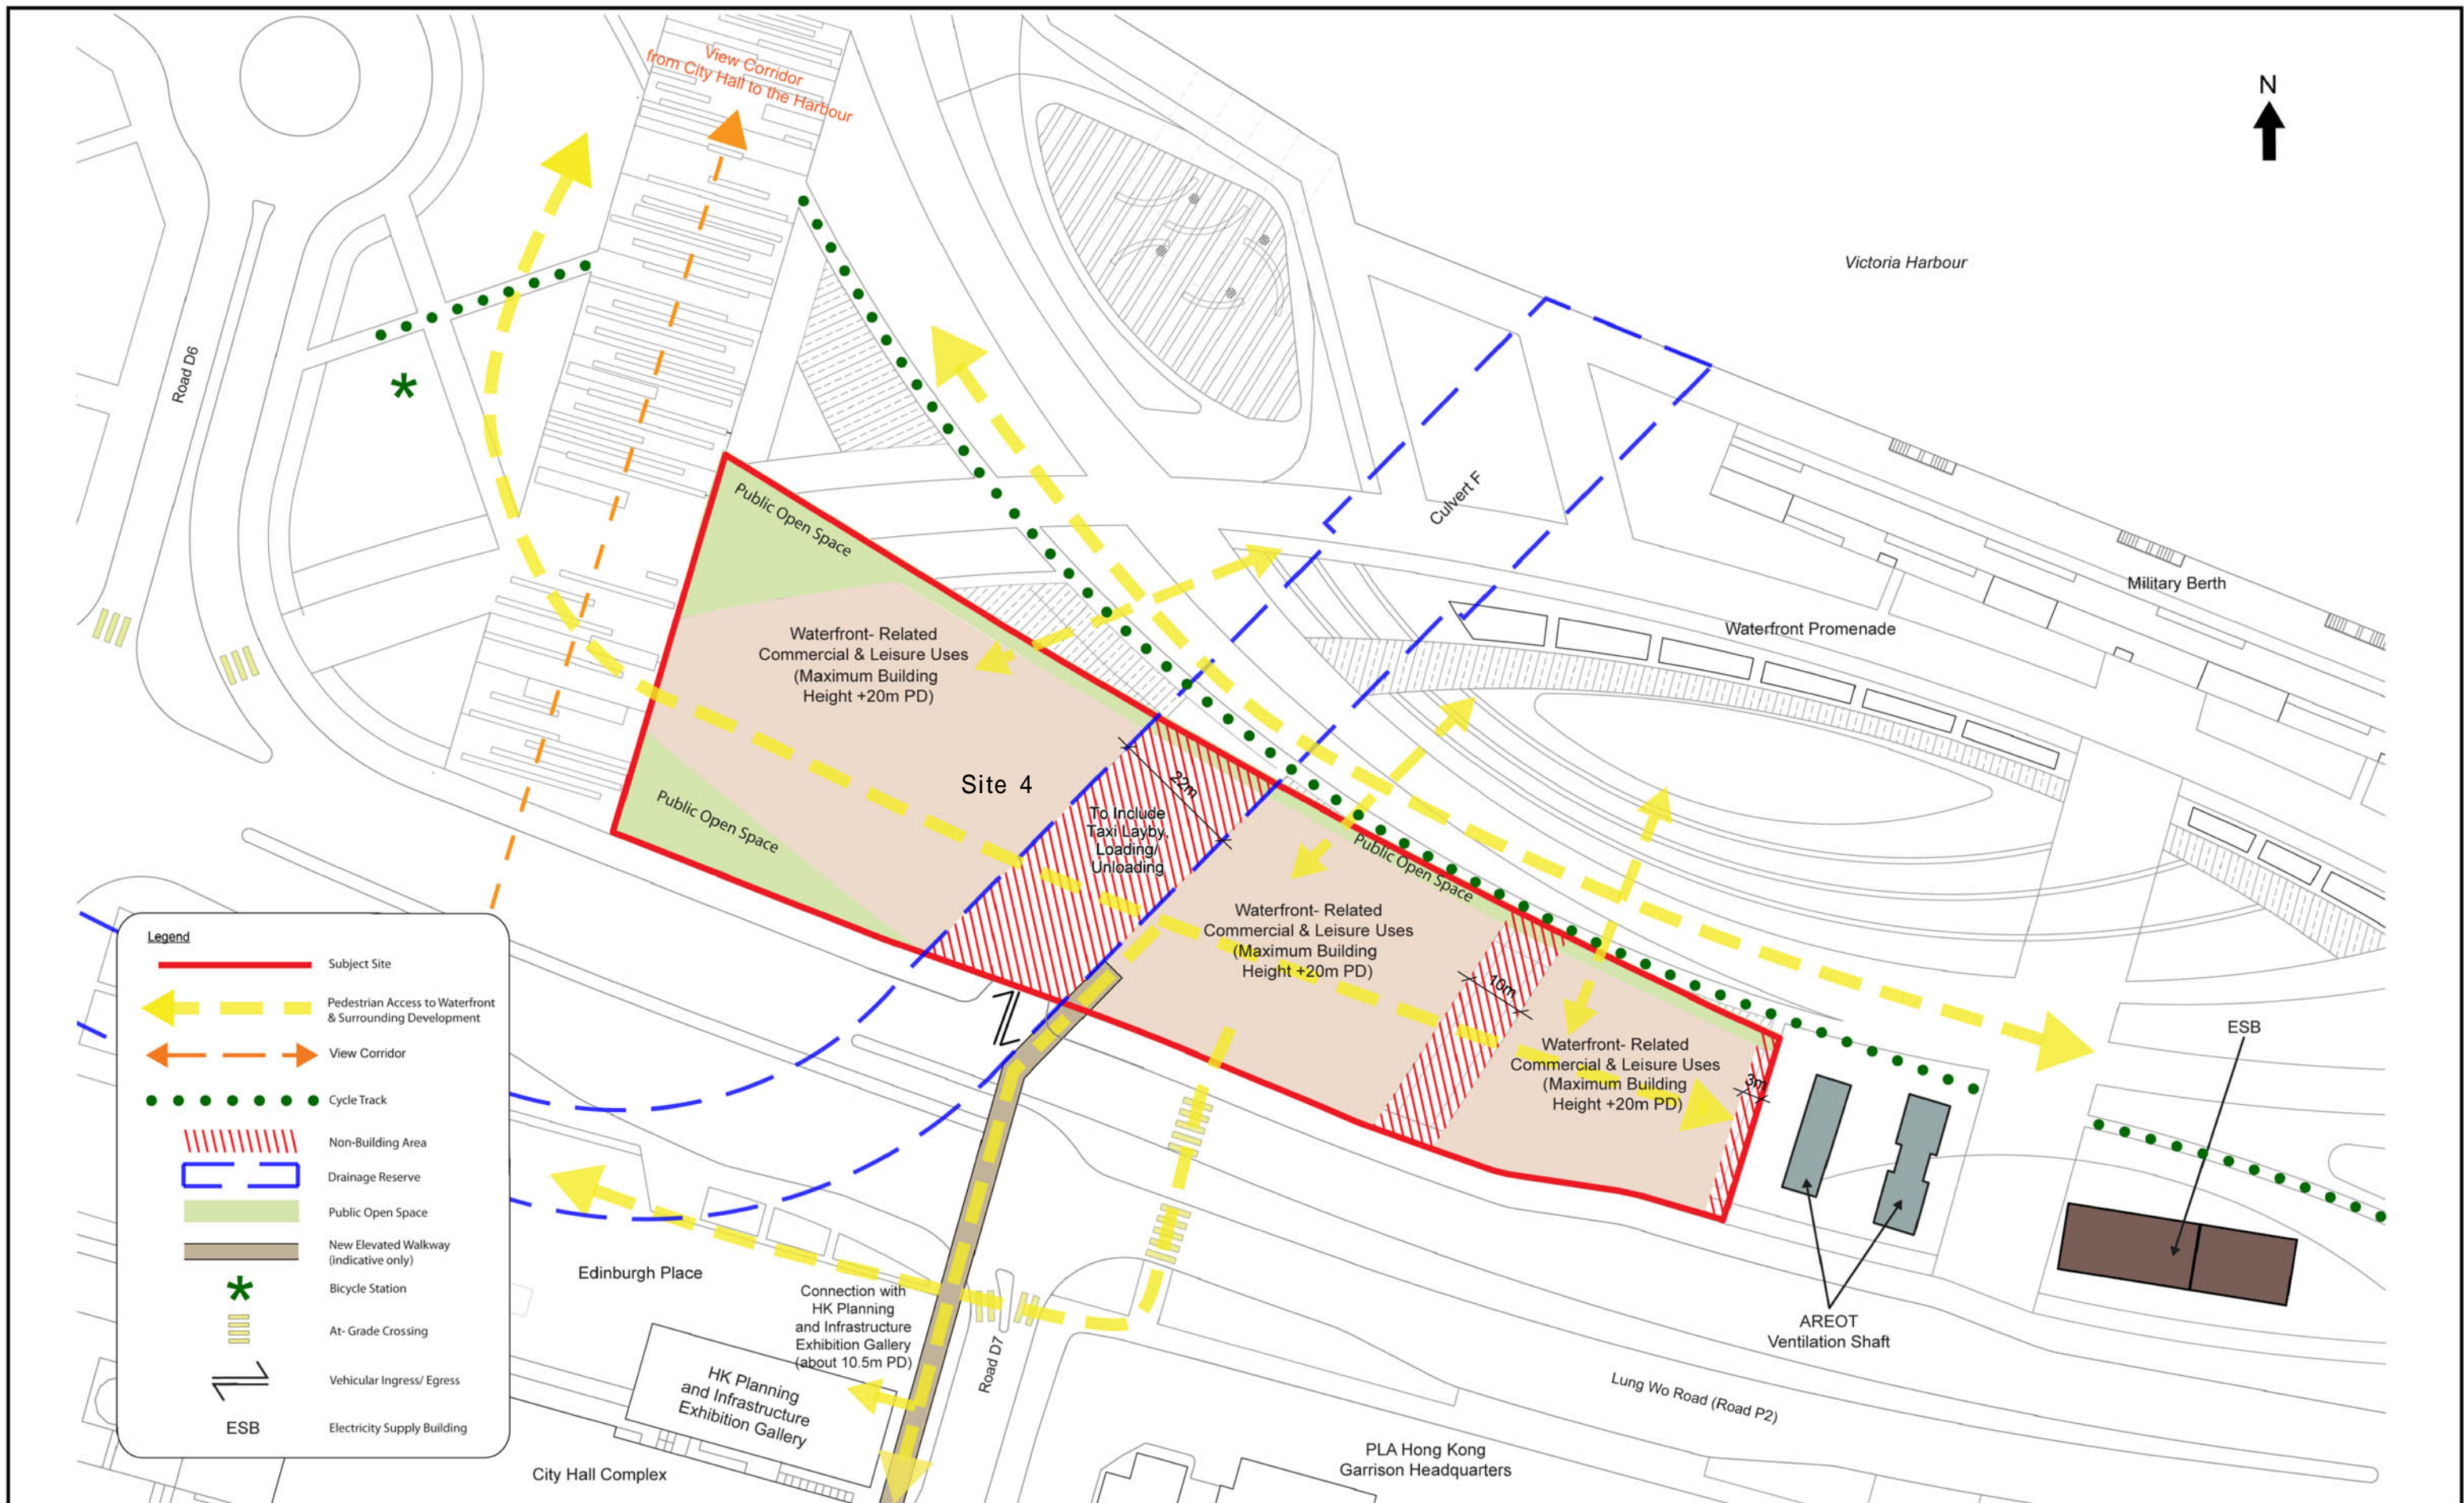 View Corridor
from City Hall to the Harbour
N
Victoria Harbour
Road D6
Culvert F
Military Berth
Waterfront Promenade
Public Open Space
Waterfront- Related
Commercial & Leisure Uses
(Maximum Building
Height +20m PD)
Site 4
22m
To Include
Taxi Layby,
Loading/
Unloading
Public Open Space
Public Open Space
Waterfront- Related
Commercial & Leisure Uses
(Maximum Building
Height +20m PD)
10m
Waterfront- Related
Commercial & Leisure Uses
(Maximum Building
Height +20m PD)
3m
ESB
AREOT
Ventilation Shaft
Legend
Subject Site
Pedestrian Access to Waterfront
& Surrounding Development
View Corridor
Cycle Track
Non-Building Area
Drainage Reserve
Public Open Space
New Elevated Walkway
(indicative only)
Bicycle Station
At- Grade Crossing
Vehicular Ingress/ Egress
ESB
Electricity Supply Building
Edinburgh Place
Connection with
HK Planning
and Infrastructure
Exhibition Gallery
(about 10.5m PD)
HK Planning
and Infrastructure
Exhibition Gallery
City Hall Complex
Road D7
Lung Wo Road (Road P2)
PLA Hong Kong
Garrison Headquarters